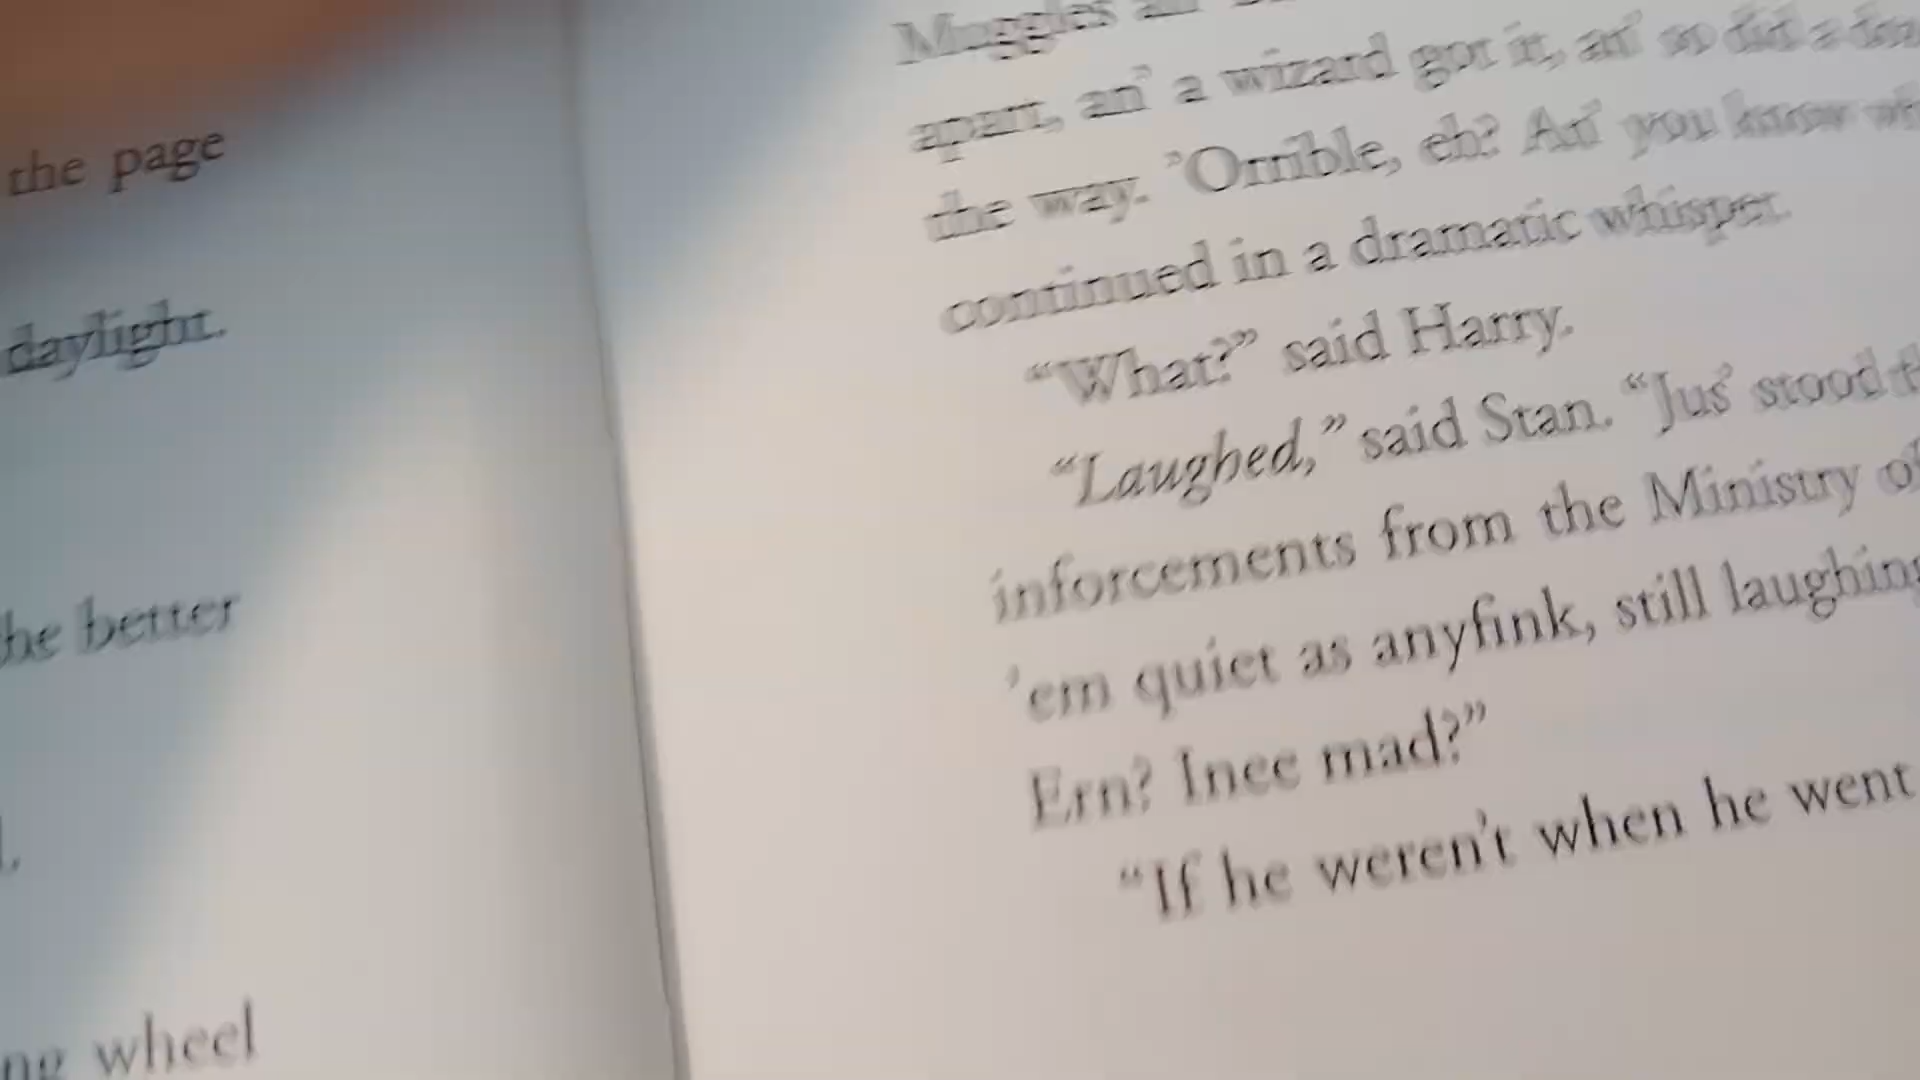 the page
daylight.
he better
ng wheel
Muggles all
apart, an' a wizard got it, an' so did a
the way. 'Orrible, eh? An' you know
continued in a dramatic whisper.
“What?” said Harry.
“Laughed,” said Stan. “Jus' stood
inforcements from the Ministry of
'em quiet as anyfink, still laughing
Ern? Inee mad?”
“If he weren't when he went